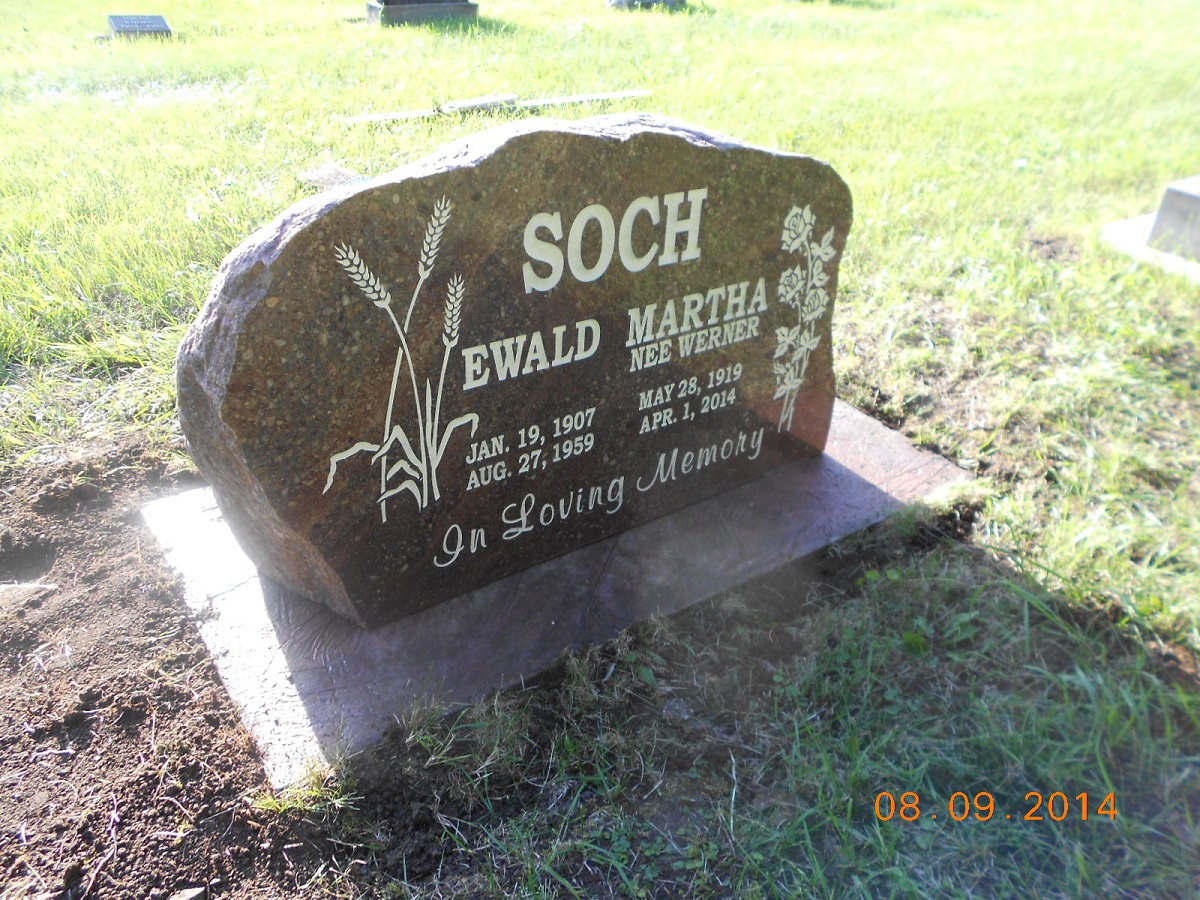 SOCH
EWALD
JAN. 19, 1907
AUG. 27, 1959
MARTHA
NEE WERNER
MAY 28, 1919
APR. 1, 2014
In Loving Memory
08.09.2014